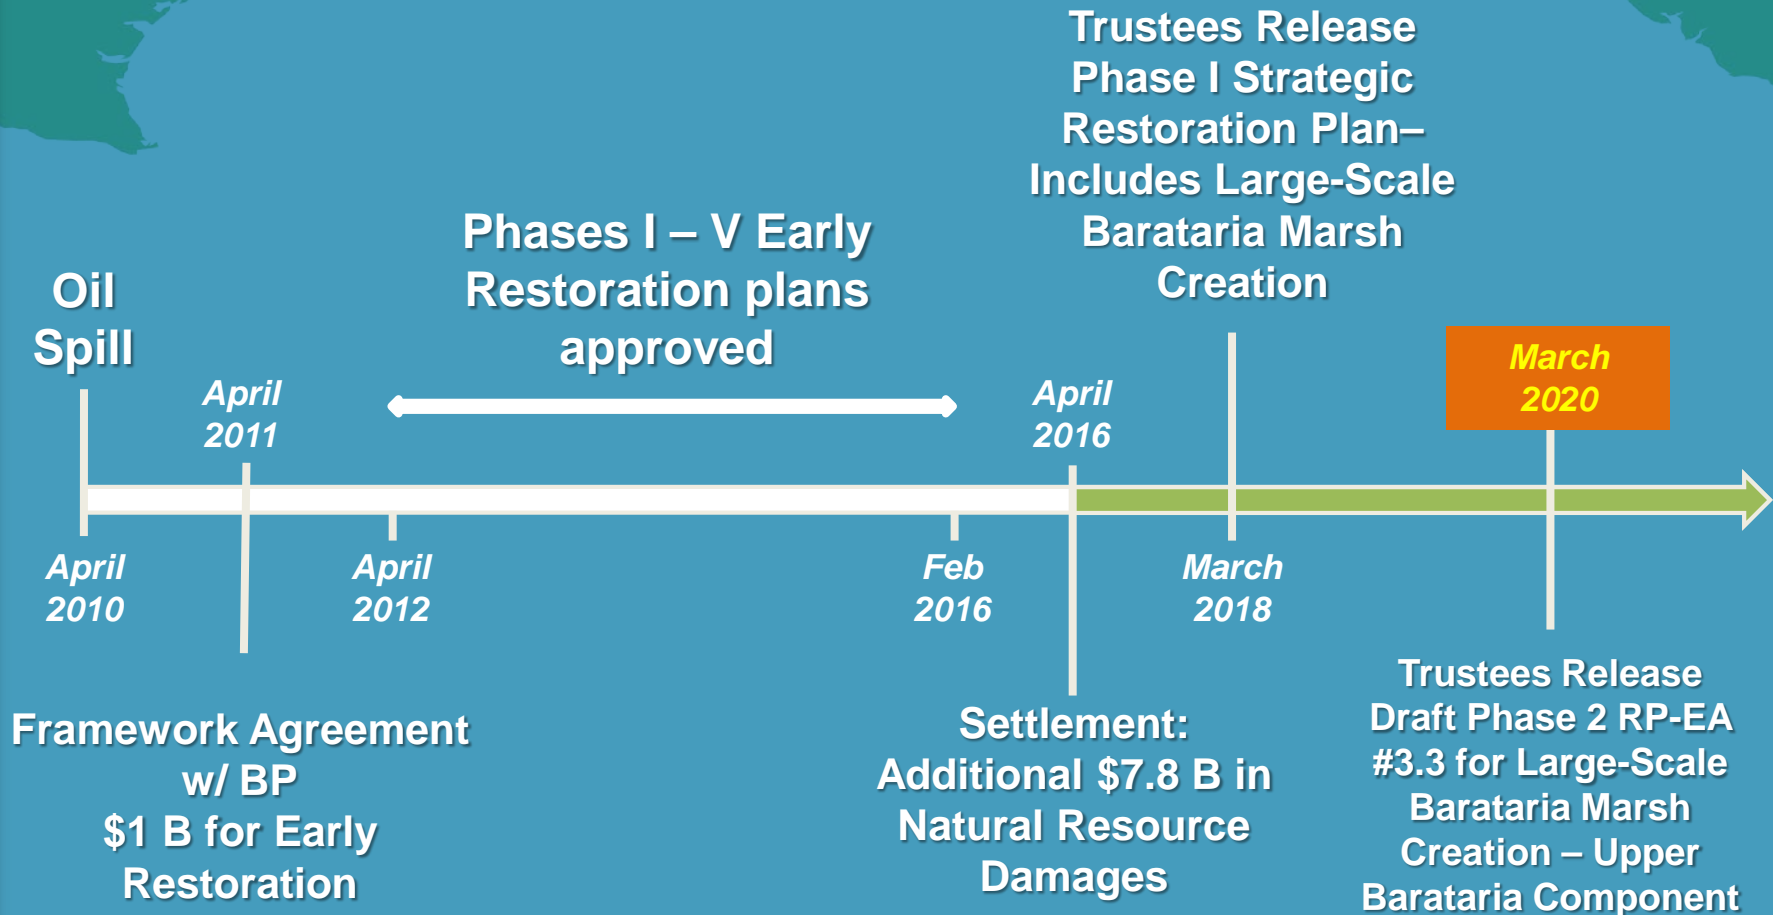 Oil
Spill
April
2010
April
2011
Framework Agreement
w/ BP
$1 B for Early
Restoration
Phases I – V Early
Restoration plans
approved
April
2012
Feb
2016
April
2016
Settlement:
Additional $7.8 B in
Natural Resource
Damages
Trustees Release
Phase I Strategic
Restoration Plan–
Includes Large-Scale
Barataria Marsh
Creation
March
2018
March
2020
Trustees Release
Draft Phase 2 RP-EA
#3.3 for Large-Scale
Barataria Marsh
Creation – Upper
Barataria Component